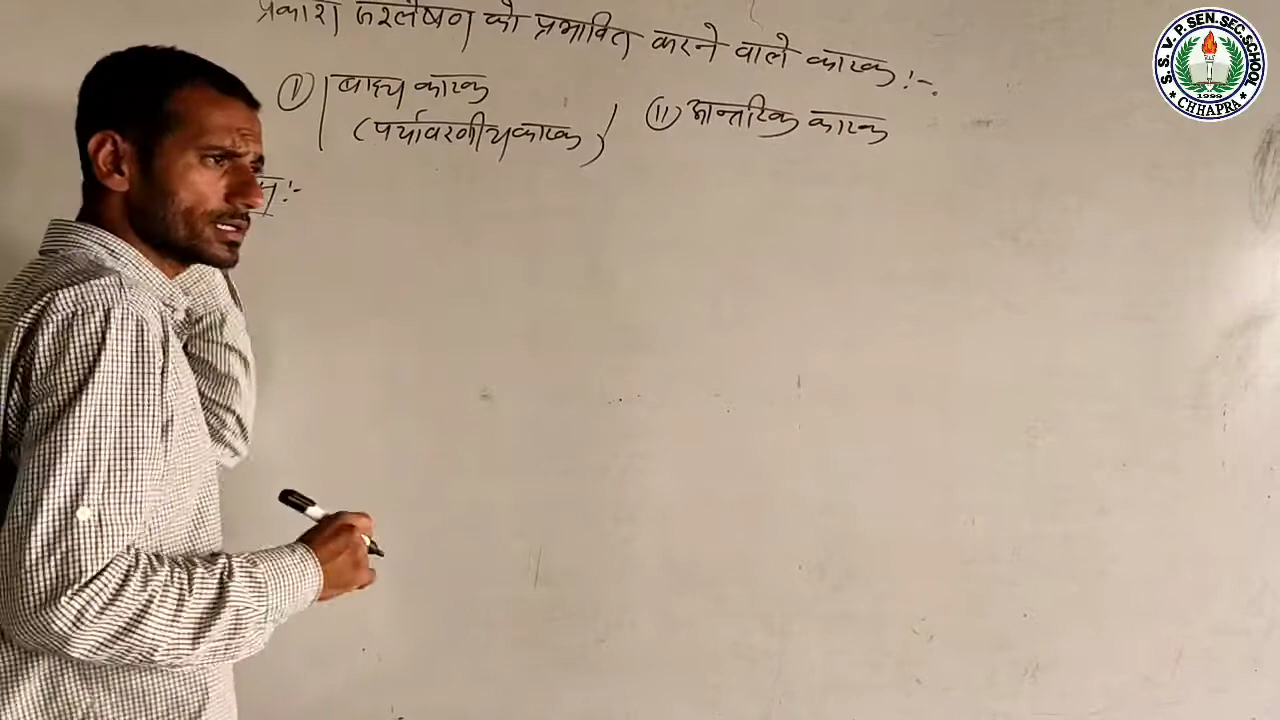 प्रकाश संश्लेषण को प्रभावित करने वाले कारक :-
(I) बाह्य कारक
(पर्यावरणीय कारक)
(II) आन्तरिक कारक
S. S. V. P. SEN. SEC. SCHOOL
CHHAPRA